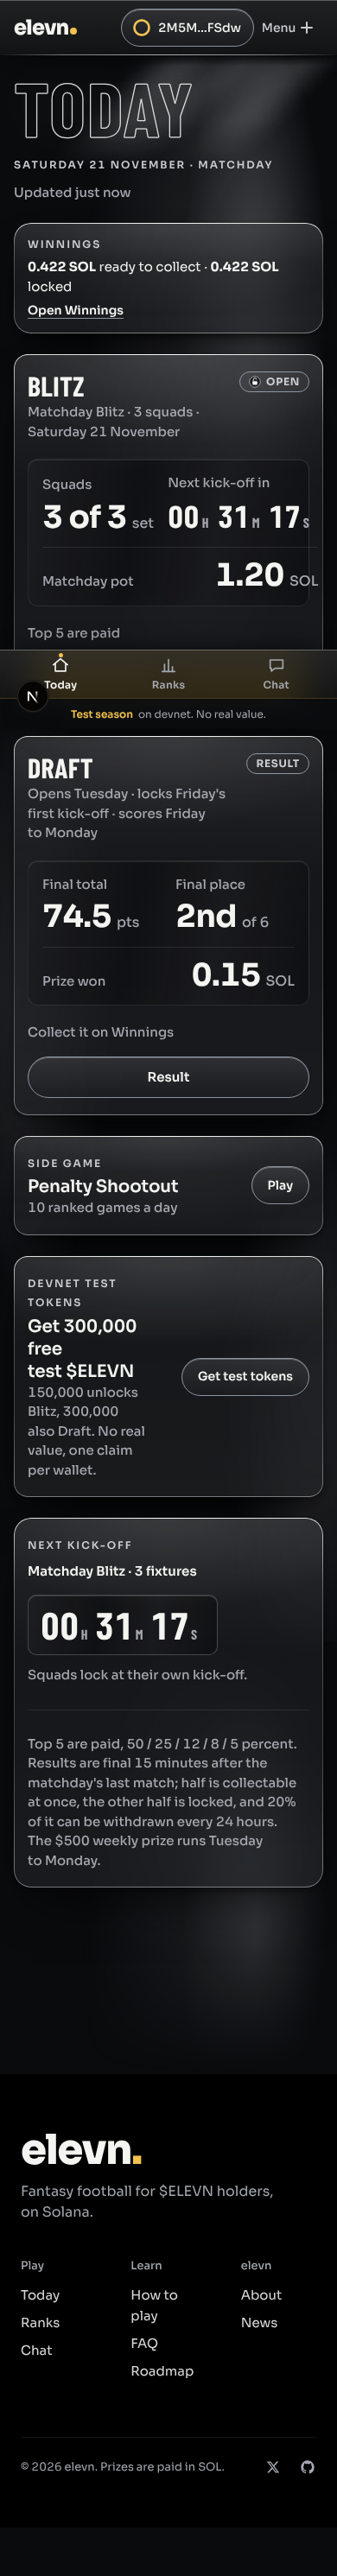 elevn.
2M5M...FSdw
Menu
TODAY
SATURDAY 21 NOVEMBER · MATCHDAY
Updated just now
WINNINGS
0.422 SOL ready to collect · 0.422 SOL
locked
Open Winnings
BLITZ
OPEN
Matchday Blitz · 3 squads ·
Saturday 21 November
Squads
Next kick-off in
3 of 3 set
00 H 31 M 17 S
Matchday pot
1.20 SOL
Top 5 are paid
Today
Ranks
Chat
N
Test season on devnet. No real value.
DRAFT
RESULT
Opens Tuesday · locks Friday's
first kick-off · scores Friday
to Monday
Final total
Final place
74.5 pts
2nd of 6
Prize won
0.15 SOL
Collect it on Winnings
Result
SIDE GAME
Penalty Shootout
10 ranked games a day
Play
DEVNET TEST
TOKENS
Get 300,000
free
test $ELEVN
150,000 unlocks
Blitz, 300,000
also Draft. No real
value, one claim
per wallet.
Get test tokens
NEXT KICK-OFF
Matchday Blitz · 3 fixtures
00 H 31 M 17 S
Squads lock at their own kick-off.
Top 5 are paid, 50 / 25 / 12 / 8 / 5 percent.
Results are final 15 minutes after the
matchday's last match; half is collectable
at once, the other half is locked, and 20%
of it can be withdrawn every 24 hours.
The $500 weekly prize runs Tuesday
to Monday.
elevn.
Fantasy football for $ELEVN holders,
on Solana.
Play
Today
Ranks
Chat
Learn
How to
play
FAQ
Roadmap
elevn
About
News
© 2026 elevn. Prizes are paid in SOL.